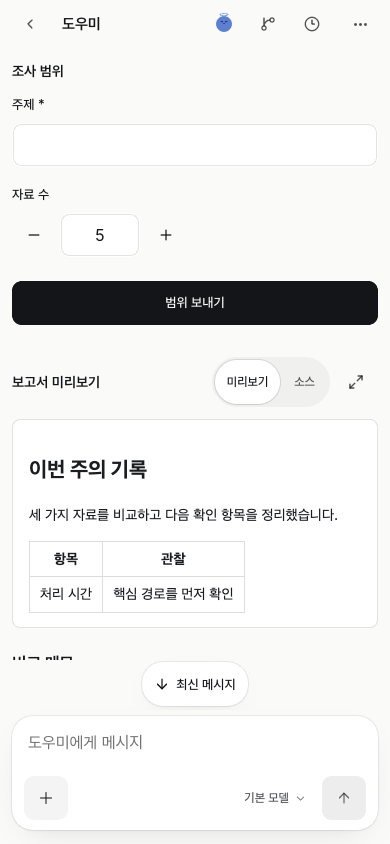 도우미
조사 범위
주제 *
자료 수
5
범위 보내기
보고서 미리보기
미리보기
소스
이번 주의 기록
세 가지 자료를 비교하고 다음 확인 항목을 정리했습니다.
항목 관찰
처리 시간 핵심 경로를 먼저 확인
최신 메시지
도우미에게 메시지
기본 모델